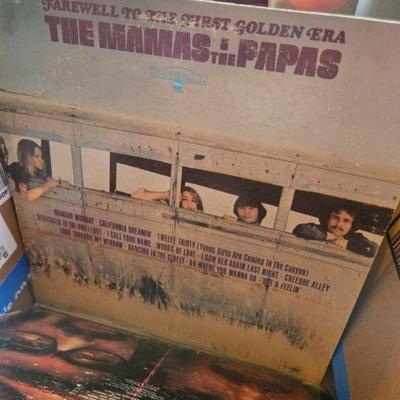 FAREWELL TO THE FIRST GOLDEN ERA
THE MAMAS & THE PAPAS
MONDAY MONDAY · CALIFORNIA DREAMIN' · TWELVE THIRTY (Young Girls Are Coming To The Canyon)
DEDICATED TO THE ONE I LOVE · I CALL YOUR NAME · WORDS OF LOVE · I SAW HER AGAIN LAST NIGHT · CREEQUE ALLEY
LOOK THROUGH MY WINDOW · DANCING IN THE STREET · GO WHERE YOU WANNA GO · GOT A FEELIN'